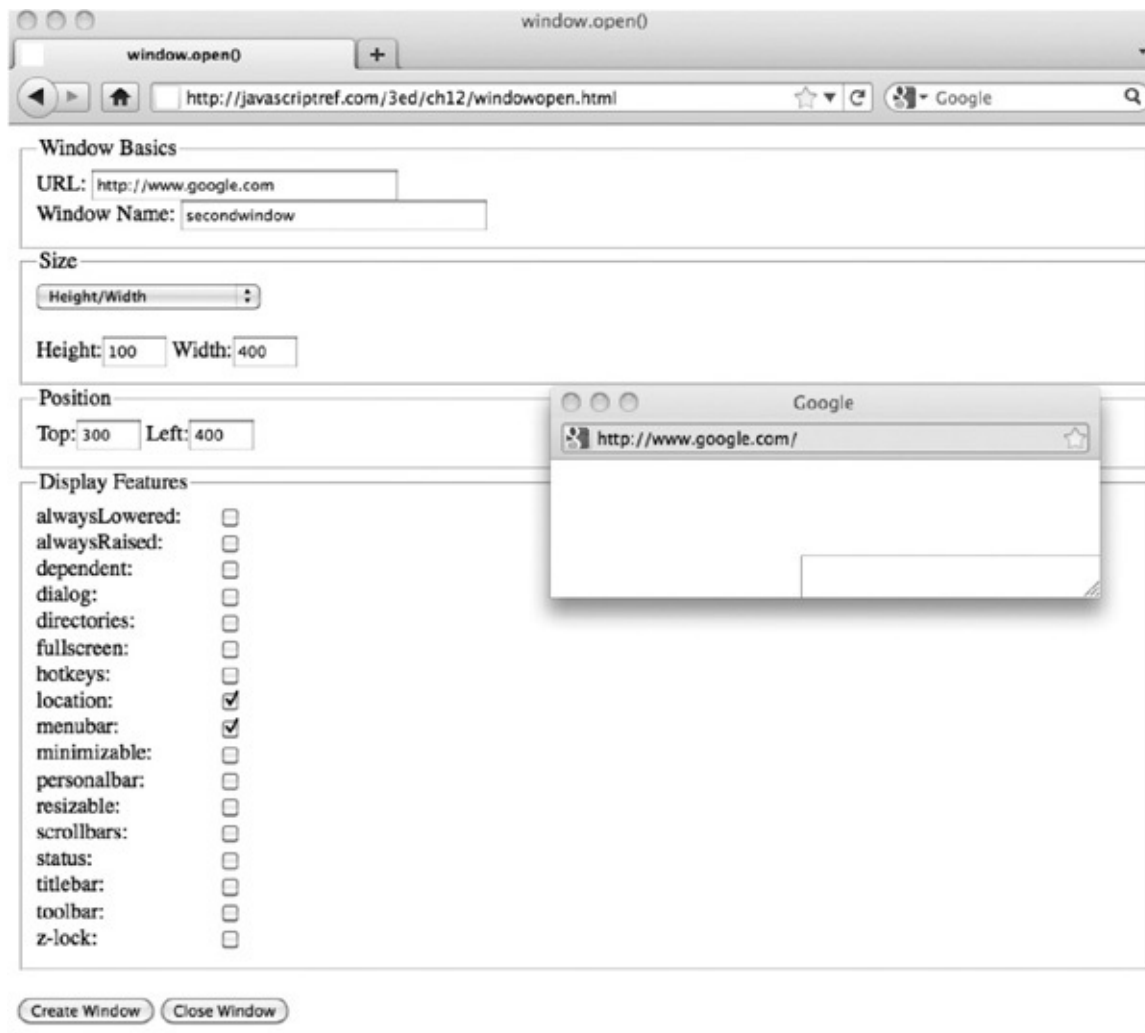 window.open()
window.open() +
http://javascriptref.com/3ed/ch12/windowopen.html Google
Window Basics
URL: http://www.google.com
Window Name: secondwindow
Size
Height/Width
Height: 100 Width: 400
Position
Top: 300 Left: 400
Google
http://www.google.com/
Display Features
alwaysLowered:
alwaysRaised:
dependent:
dialog:
directories:
fullscreen:
hotkeys:
location:
menubar:
minimizable:
personalbar:
resizable:
scrollbars:
status:
titlebar:
toolbar:
z-lock:
Create Window Close Window